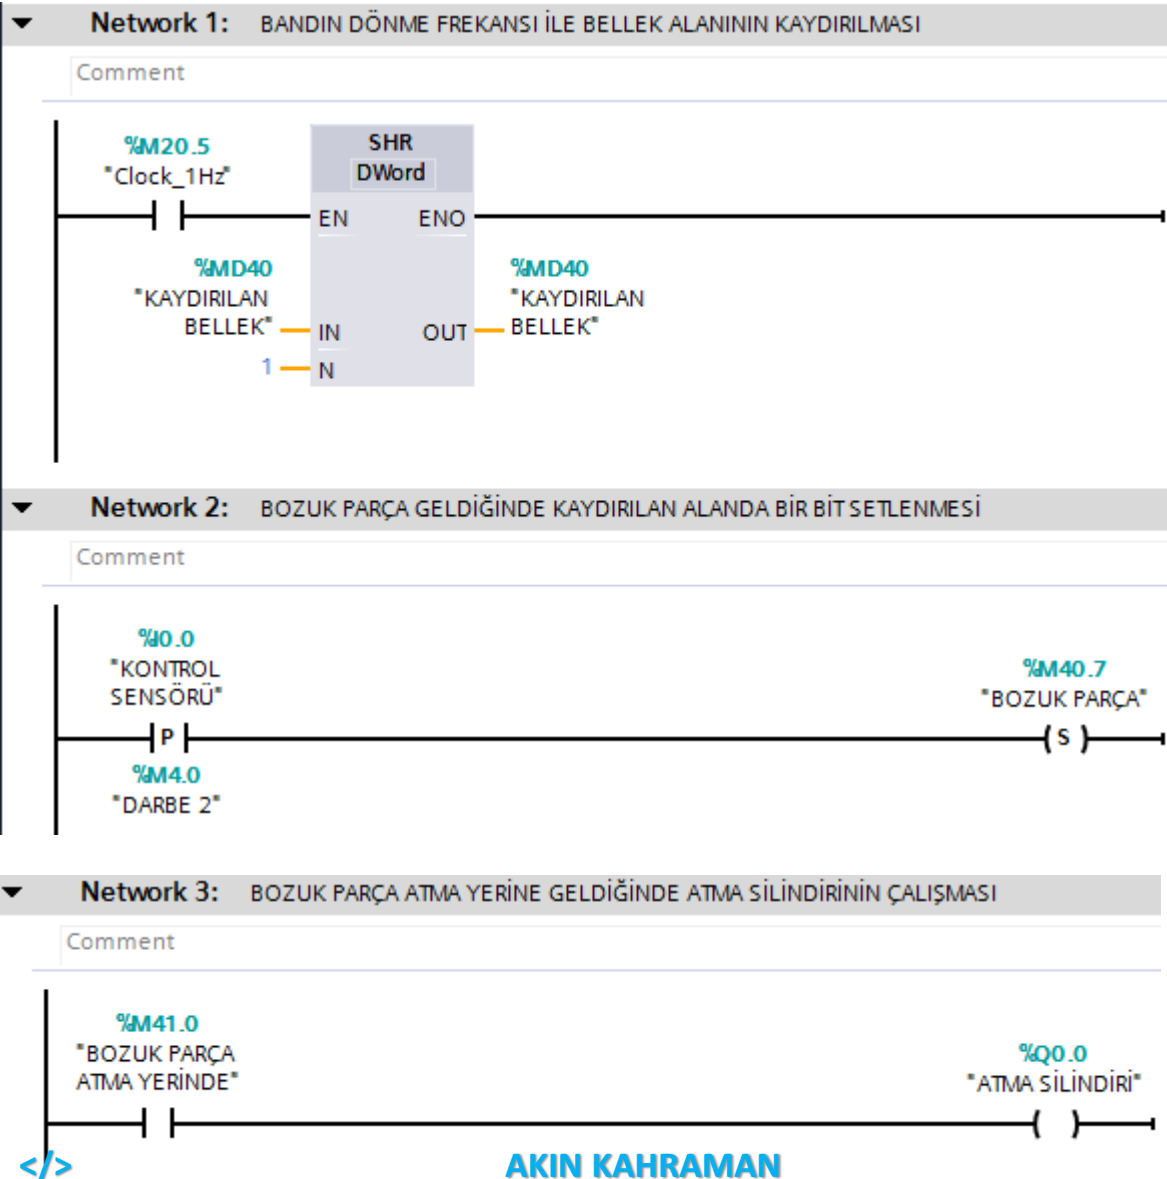 Network 1: BANDIN DÖNME FREKANSI İLE BELLEK ALANININ KAYDIRILMASI
Comment
%M20.5
"Clock_1Hz"
SHR
DWord
EN ENO
%MD40
"KAYDIRILAN
BELLEK"
IN
1
N
OUT
%MD40
"KAYDIRILAN
BELLEK"
Network 2: BOZUK PARÇA GELDİĞİNDE KAYDIRILAN ALANDA BİR BİT SETLENMESİ
Comment
%I0.0
"KONTROL
SENSÖRÜ"
P
%M4.0
"DARBE 2"
%M40.7
"BOZUK PARÇA"
S
Network 3: BOZUK PARÇA ATMA YERİNE GELDİĞİNDE ATMA SİLİNDİRİNİN ÇALIŞMASI
Comment
%M41.0
"BOZUK PARÇA
ATMA YERİNDE"
%Q0.0
"ATMA SİLİNDİRİ"
</> AKIN KAHRAMAN